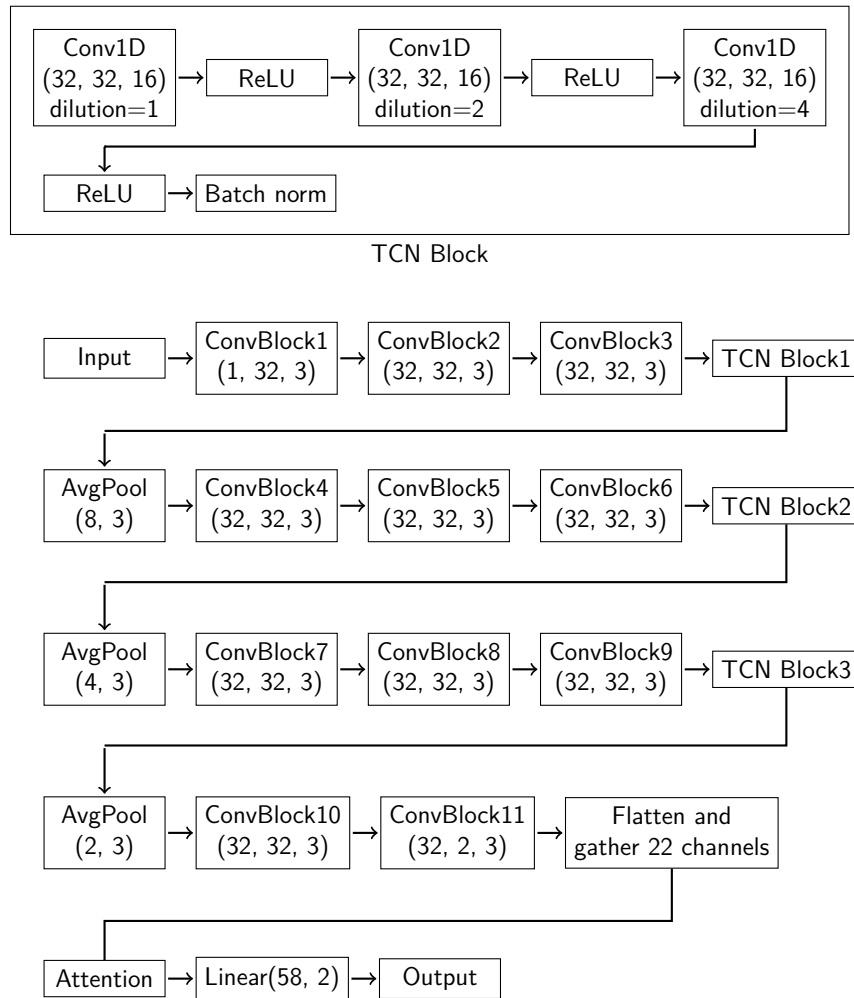 Conv1D
(32, 32, 16)
dilution=1
ReLU
Conv1D
(32, 32, 16)
dilution=2
ReLU
Conv1D
(32, 32, 16)
dilution=4
ReLU
Batch norm
TCN Block
Input
ConvBlock1
(1, 32, 3)
ConvBlock2
(32, 32, 3)
ConvBlock3
(32, 32, 3)
TCN Block1
AvgPool
(8, 3)
ConvBlock4
(32, 32, 3)
ConvBlock5
(32, 32, 3)
ConvBlock6
(32, 32, 3)
TCN Block2
AvgPool
(4, 3)
ConvBlock7
(32, 32, 3)
ConvBlock8
(32, 32, 3)
ConvBlock9
(32, 32, 3)
TCN Block3
AvgPool
(2, 3)
ConvBlock10
(32, 32, 3)
ConvBlock11
(32, 2, 3)
Flatten and
gather 22 channels
Attention
Linear(58, 2)
Output